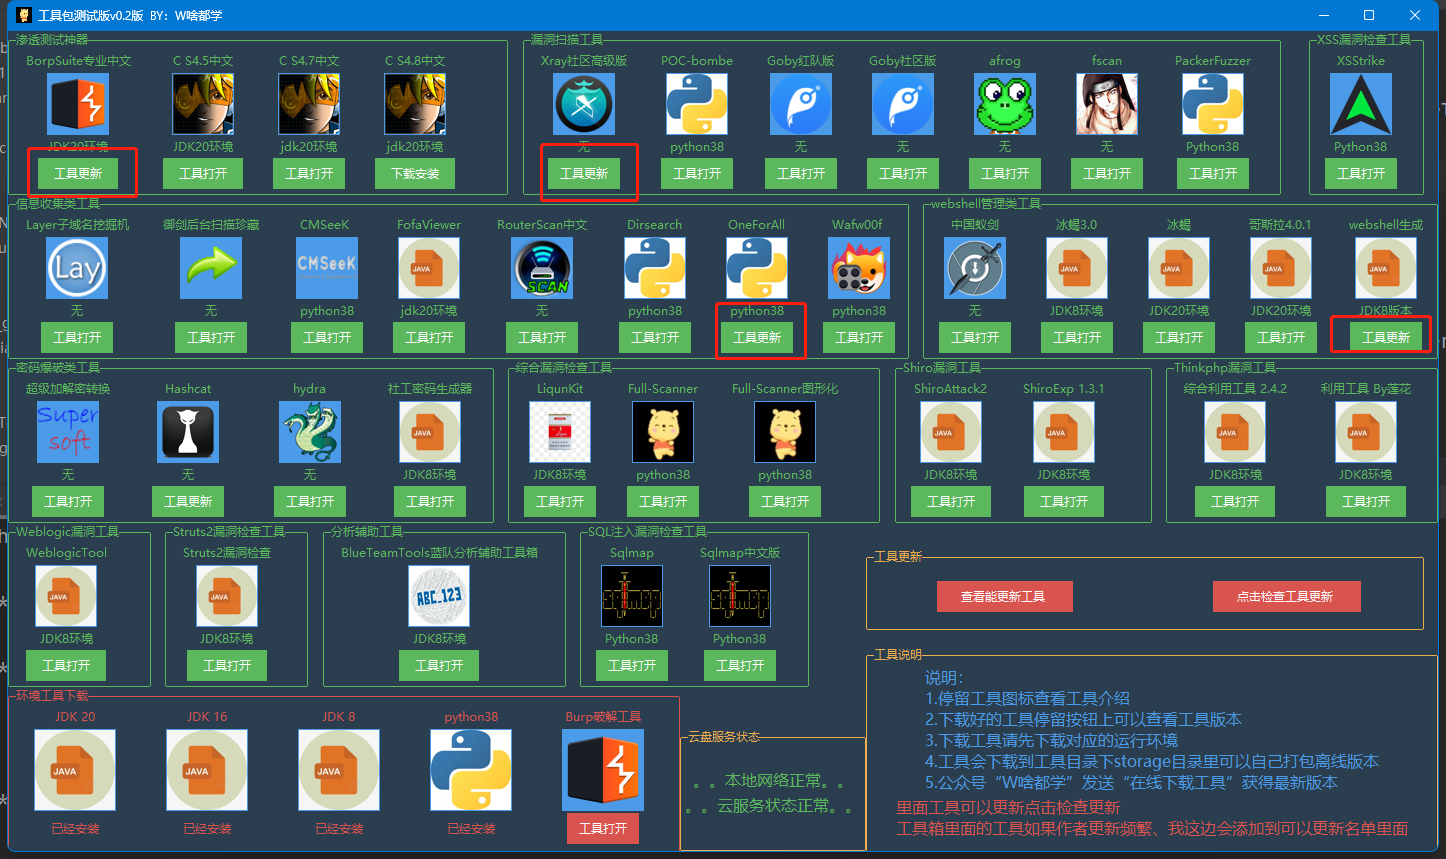 工具包测试版v0.2版 BY：W啥都学
渗透测试神器
BorpSuite专业中文 C S4.5中文 C S4.7中文 C S4.8中文
JDK20环境 JDK20环境 jdk20环境 jdk20环境
工具更新 工具打开 工具打开 下载安装
漏洞扫描工具
Xray社区高级版 POC-bombe Goby红队版 Goby社区版 afrog fscan PackerFuzzer
无 python38 无 无 无 无 Python38
工具更新 工具打开 工具打开 工具打开 工具打开 工具打开 工具打开
XSS漏洞检查工具
XSStrike
Python38
工具打开
信息收集类工具
Layer子域名挖掘机 御剑后台扫描珍藏 CMSeeK FofaViewer RouterScan中文 Dirsearch OneForAll Wafw00f
Lay CMSeeK JAVA SCAN
无 无 python38 jdk20环境 无 python38 python38 python38
工具打开 工具打开 工具打开 工具打开 工具打开 工具打开 工具更新 工具打开
webshell管理类工具
中国蚁剑 冰蝎3.0 冰蝎 哥斯拉4.0.1 webshell生成
JAVA JAVA JAVA JAVA
无 JDK8环境 JDK20环境 JDK20环境 JDK8版本
工具打开 工具打开 工具打开 工具打开 工具更新
密码爆破类工具
超级加解密转换 Hashcat hydra 社工密码生成器
Super soft JAVA
无 无 无 JDK8环境
工具打开 工具更新 工具打开 工具打开
综合漏洞检查工具
LiqunKit Full-Scanner Full-Scanner图形化
JDK8环境 python38 python38
工具打开 工具打开 工具打开
Shiro漏洞工具
ShiroAttack2 ShiroExp 1.3.1
JAVA JAVA
JDK8环境 JDK8环境
工具打开 工具打开
Thinkphp漏洞工具
综合利用工具 2.4.2 利用工具 By莲花
JAVA JAVA
JDK8环境 JDK8环境
工具打开 工具打开
Weblogic漏洞工具
WeblogicTool
JAVA
JDK8环境
工具打开
Struts2漏洞检查工具
Struts2漏洞检查
JAVA
JDK8环境
工具打开
分析辅助工具
BlueTeamTools蓝队分析辅助工具箱
ABC.123
JDK8环境
工具打开
SQL注入漏洞检查工具
Sqlmap Sqlmap中文版
Python38 Python38
工具打开 工具打开
工具更新
查看能更新工具 点击检查工具更新
环境工具下载
JDK 20 JDK 16 JDK 8 python38 Burp破解工具
JAVA JAVA JAVA
已经安装 已经安装 已经安装 已经安装 工具打开
云盘服务状态
。。本地网络正常。。
。。云服务状态正常。。
工具说明
说明：
1.停留工具图标查看工具介绍
2.下载好的工具停留按钮上可以查看工具版本
3.下载工具请先下载对应的运行环境
4.工具会下载到工具目录下storage目录里可以自己打包离线版本
5.公众号“W啥都学”发送“在线下载工具”获得最新版本
里面工具可以更新点击检查更新
工具箱里面的工具如果作者更新频繁、我这边会添加到可以更新名单里面